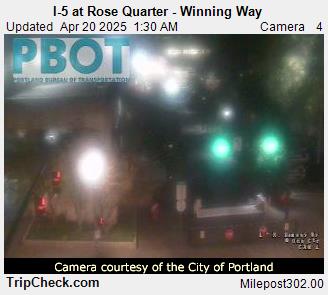 I-5 at Rose Quarter - Winning Way
Updated Apr 20 2025 1:30 AM Camera 4
PBOT
PORTLAND BUREAU OF TRANSPORTATION
Camera courtesy of the City of Portland
TripCheck.com Milepost302.00